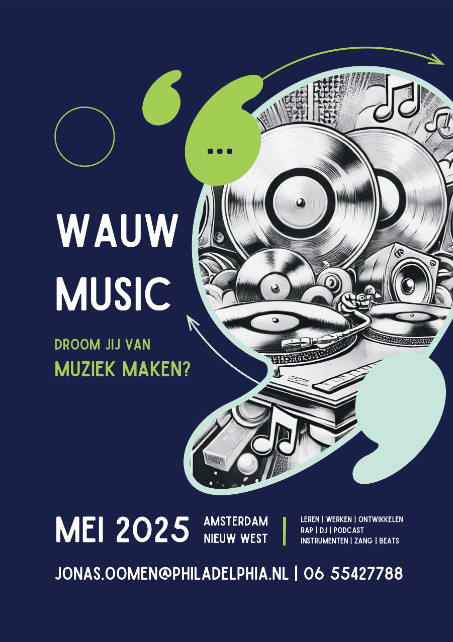 ...
WAUW
MUSIC
DROOM JIJ VAN
MUZIEK MAKEN?
MEI 2025
AMSTERDAM
NIEUW WEST
LEREN | WERKEN | ONTWIKKELEN
RAP | DJ | PODCAST
INSTRUMENTEN | ZANG | BEATS
JONAS.OOMEN@PHILADELPHIA.NL | 06 55427788